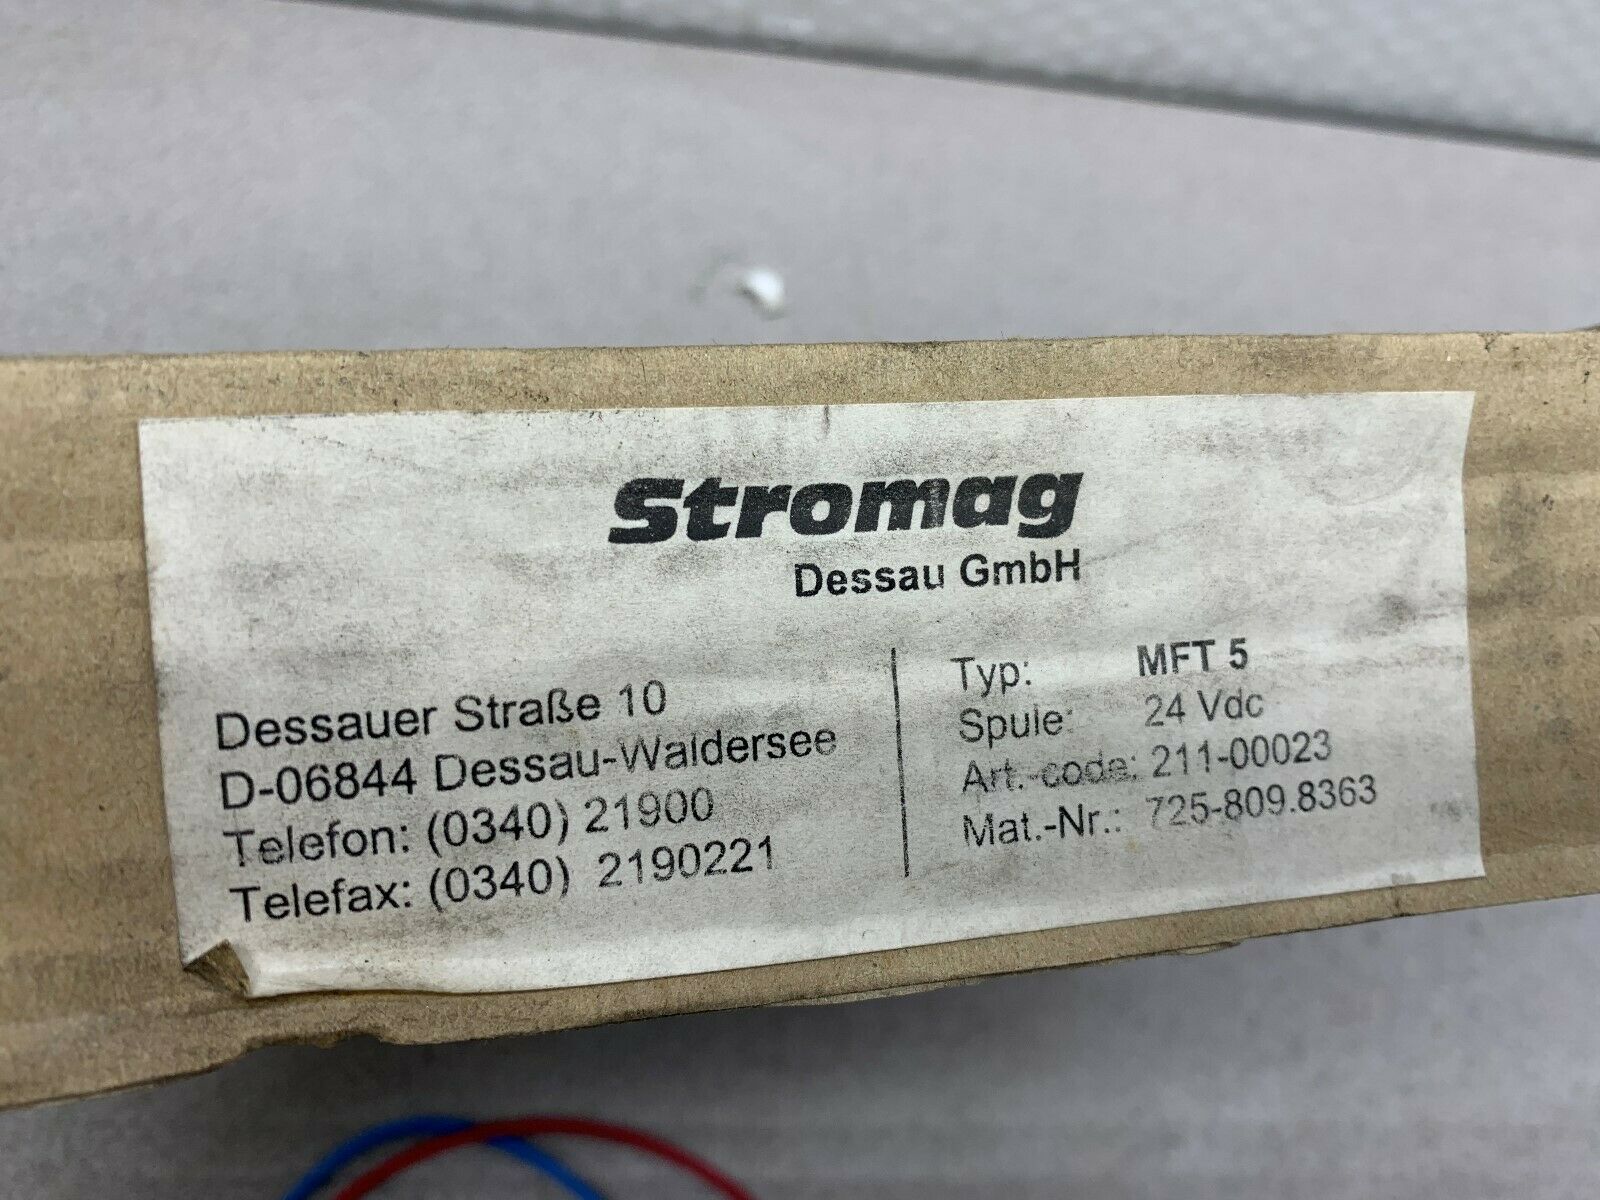 Stromag
Dessau GmbH
Dessauer Straße 10
D-06844 Dessau-Waldersee
Telefon: (0340) 21900
Telefax: (0340) 2190221
Typ: MFT 5
Spule: 24 Vdc
Art.-code: 211-00023
Mat.-Nr.: 725-809.8363